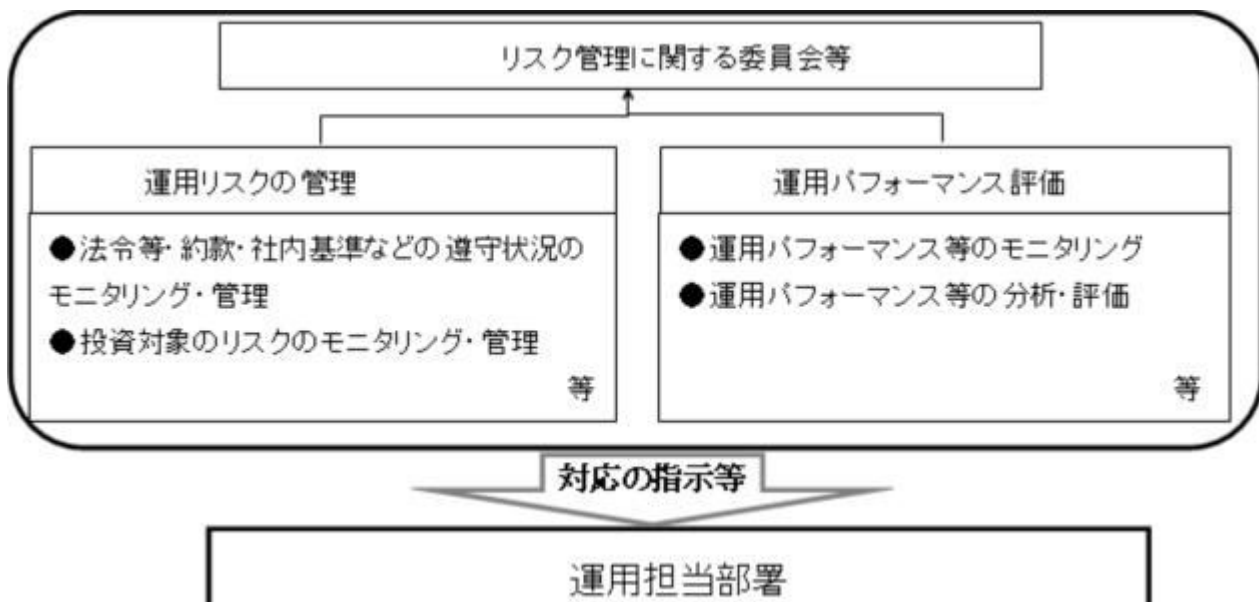 リスク管理に関する委員会等
運用リスクの管理
●法令等・約款・社内基準などの遵守状況の
モニタリング・管理
●投資対象のリスクのモニタリング・管理
等
運用パフォーマンス評価
●運用パフォーマンス等のモニタリング
●運用パフォーマンス等の分析・評価
等
対応の指示等
運用担当部署